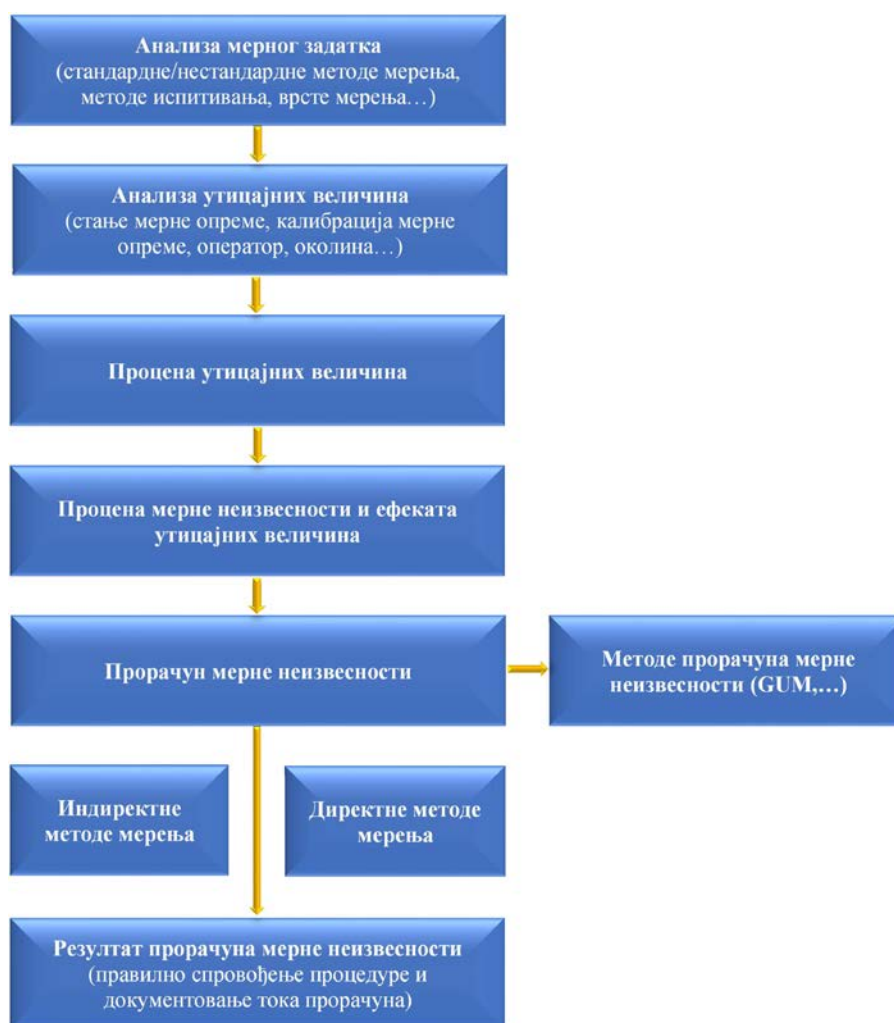 Анализа мерног задатка
(стандардне/нестандардне методе мерења,
методе испитивања, врсте мерења…)
Анализа утицајних величина
(стање мерне опреме, калибрација мерне
опреме, оператор, околина…)
Процена утицајних величина
Процена мерне неизвесности и ефеката
утицајних величина
Прорачун мерне неизвесности
Методе прорачуна мерне
неизвесности (GUM,…)
Индиректне
методе мерења
Директне методе
мерења
Резултат прорачуна мерне неизвесности
(правилно спровођење процедуре и
документовање тока прорачуна)